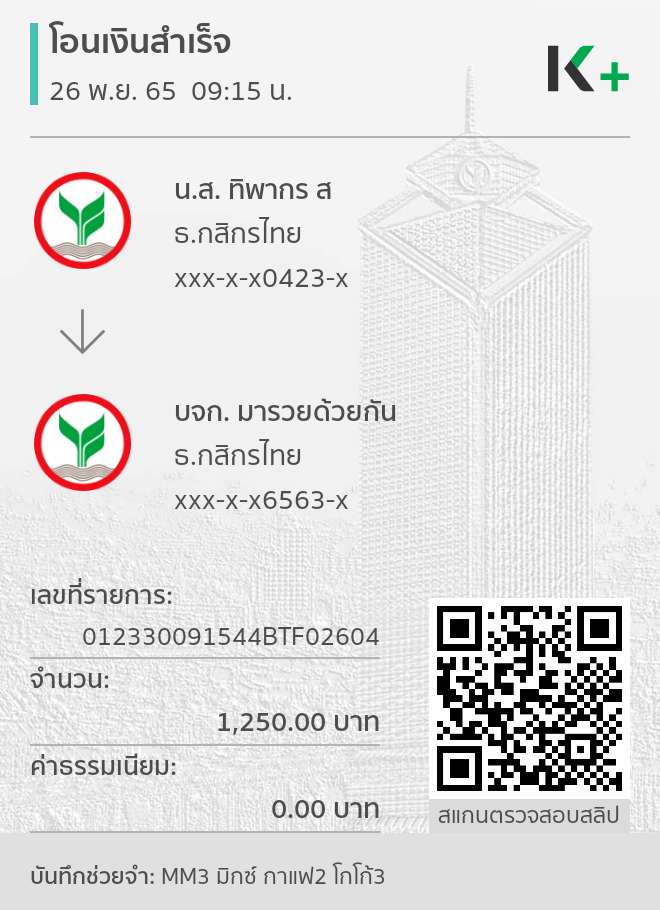 โอนเงินสำเร็จ
26 พ.ย. 65  09:15 น.
K+
น.ส. ทิพากร ส
ธ.กสิกรไทย
xxx-x-x0423-x
บจก. มารวยด้วยกัน
ธ.กสิกรไทย
xxx-x-x6563-x
เลขที่รายการ:
012330091544BTF02604
จำนวน:
1,250.00 บาท
ค่าธรรมเนียม:
0.00 บาท
สแกนตรวจสอบสลิป
บันทึกช่วยจำ: MM3 มิกซ์ กาแฟ2 โกโก้3